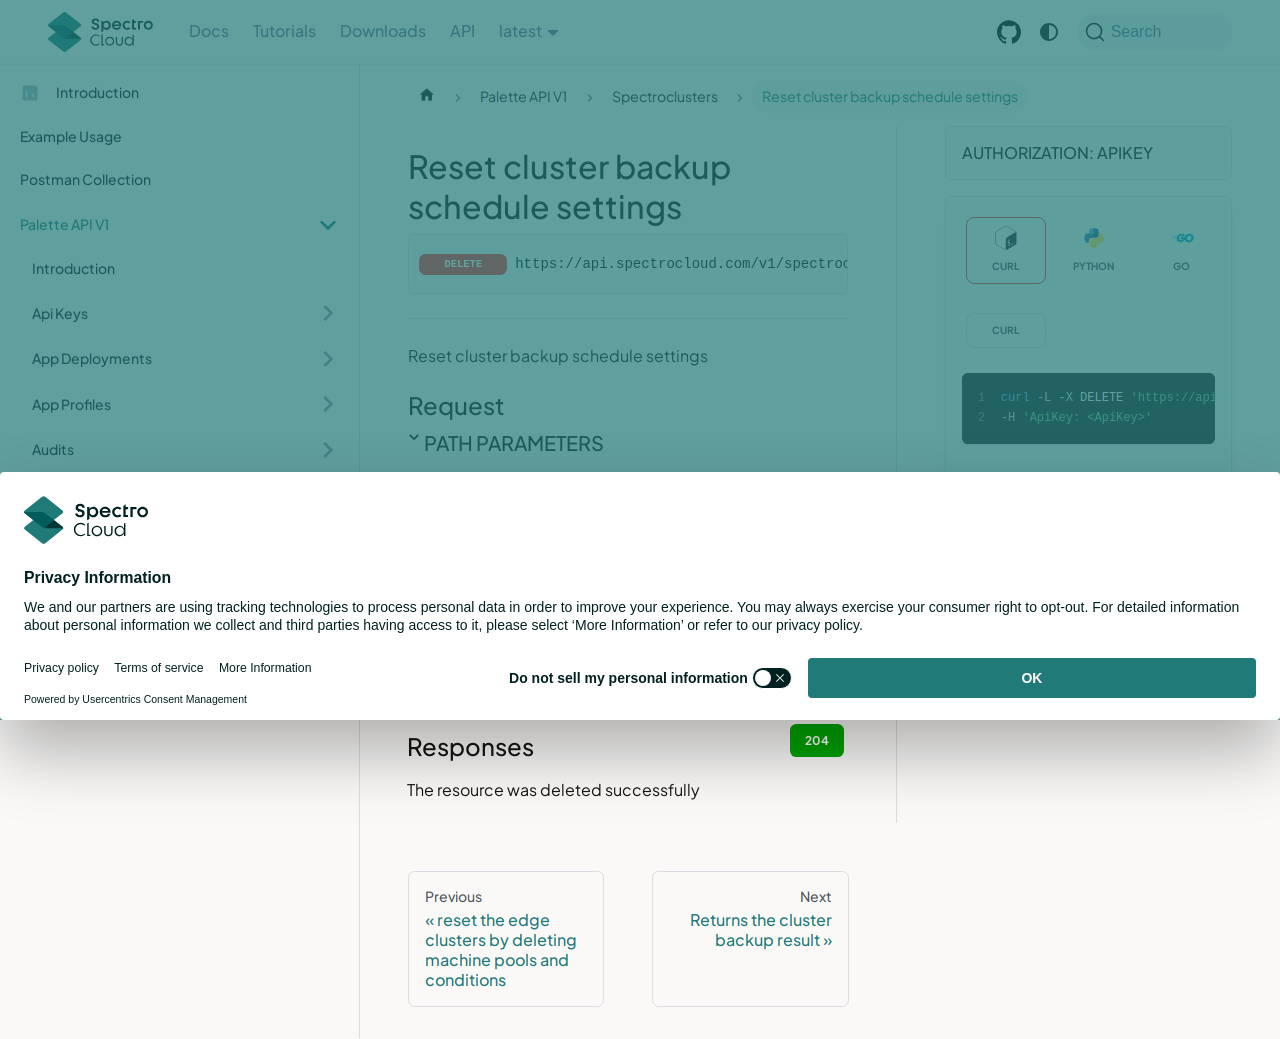 Spectro
Cloud
Docs
Tutorials
Downloads
API
latest
Search
Introduction
Example Usage
Postman Collection
Palette API V1
Introduction
Api Keys
App Deployments
App Profiles
Audits
Palette API V1
Spectroclusters
Reset cluster backup schedule settings
Reset cluster backup
schedule settings
DELETE https://api.spectrocloud.com/v1/spectroc
Reset cluster backup schedule settings
Request
PATH PARAMETERS
AUTHORIZATION: APIKEY
CURL
PYTHON
GO
CURL
1 curl -L -X DELETE 'https://api
2 -H 'ApiKey: <ApiKey>'
Spectro
Cloud
Privacy Information
We and our partners are using tracking technologies to process personal data in order to improve your experience. You may always exercise your consumer right to opt-out. For detailed information
about personal information we collect and third parties having access to it, please select ‘More Information’ or refer to our privacy policy.
Privacy policy
Terms of service
More Information
Powered by Usercentrics Consent Management
Do not sell my personal information
OK
Responses
204
The resource was deleted successfully
Previous
« reset the edge
clusters by deleting
machine pools and
conditions
Next
Returns the cluster
backup result »